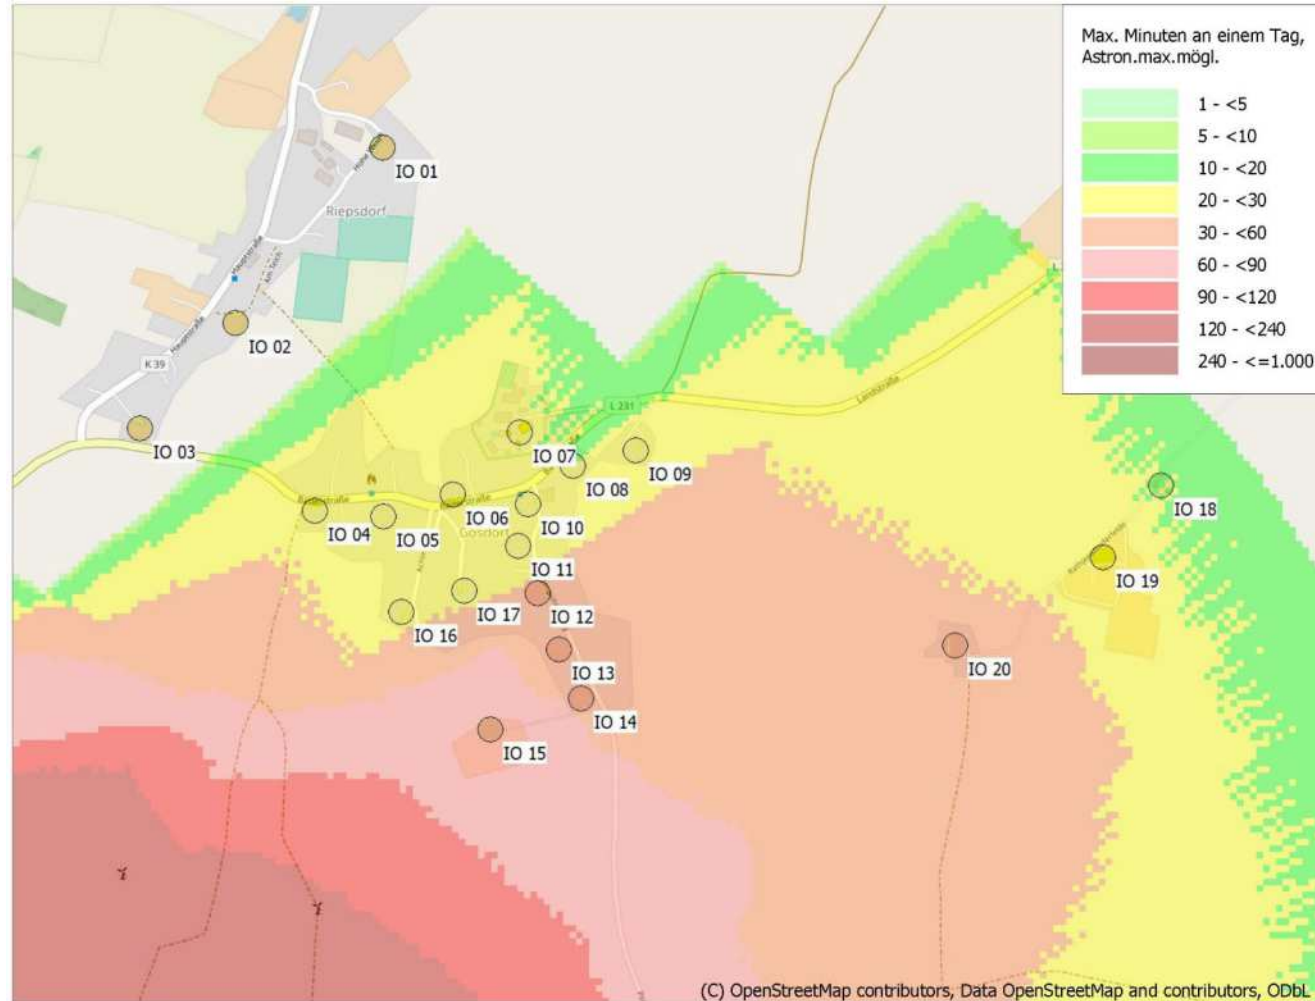 Max. Minuten an einem Tag,
Astron.max.mögl.
1 - <5
5 - <10
10 - <20
20 - <30
30 - <60
60 - <90
90 - <120
120 - <240
240 - <=1.000
IO 01
Riepsdorf
Hauptstraße
Am Teich
IO 02
Hauptstraße
K 39
IO 03
L 231
Landstraße
IO 07
IO 08
IO 09
IO 04
IO 05
IO 06
IO 10
Gosdorf
IO 11
IO 12
IO 16
IO 17
IO 13
IO 14
IO 15
IO 18
IO 19
IO 20
(C) OpenStreetMap contributors, Data OpenStreetMap and contributors, ODbL